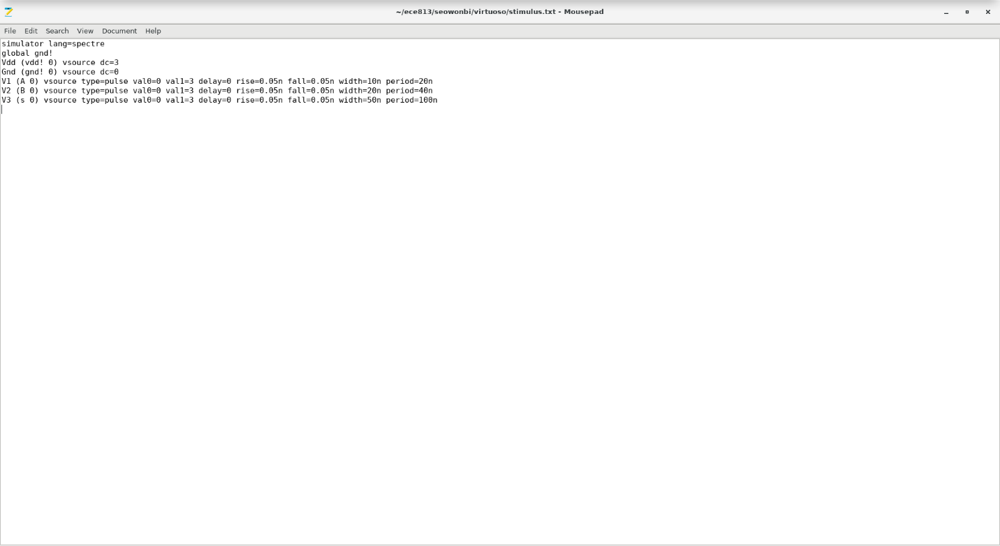 ~/ece813/seowonbi/virtuoso/stimulus.txt - Mousepad
File Edit Search View Document Help
simulator lang=spectre
global gnd!
Vdd (vdd! 0) vsource dc=3
Gnd (gnd! 0) vsource dc=0
V1 (A 0) vsource type=pulse val0=0 val1=3 delay=0 rise=0.05n fall=0.05n width=10n period=20n
V2 (B 0) vsource type=pulse val0=0 val1=3 delay=0 rise=0.05n fall=0.05n width=20n period=40n
V3 (s 0) vsource type=pulse val0=0 val1=3 delay=0 rise=0.05n fall=0.05n width=50n period=100n